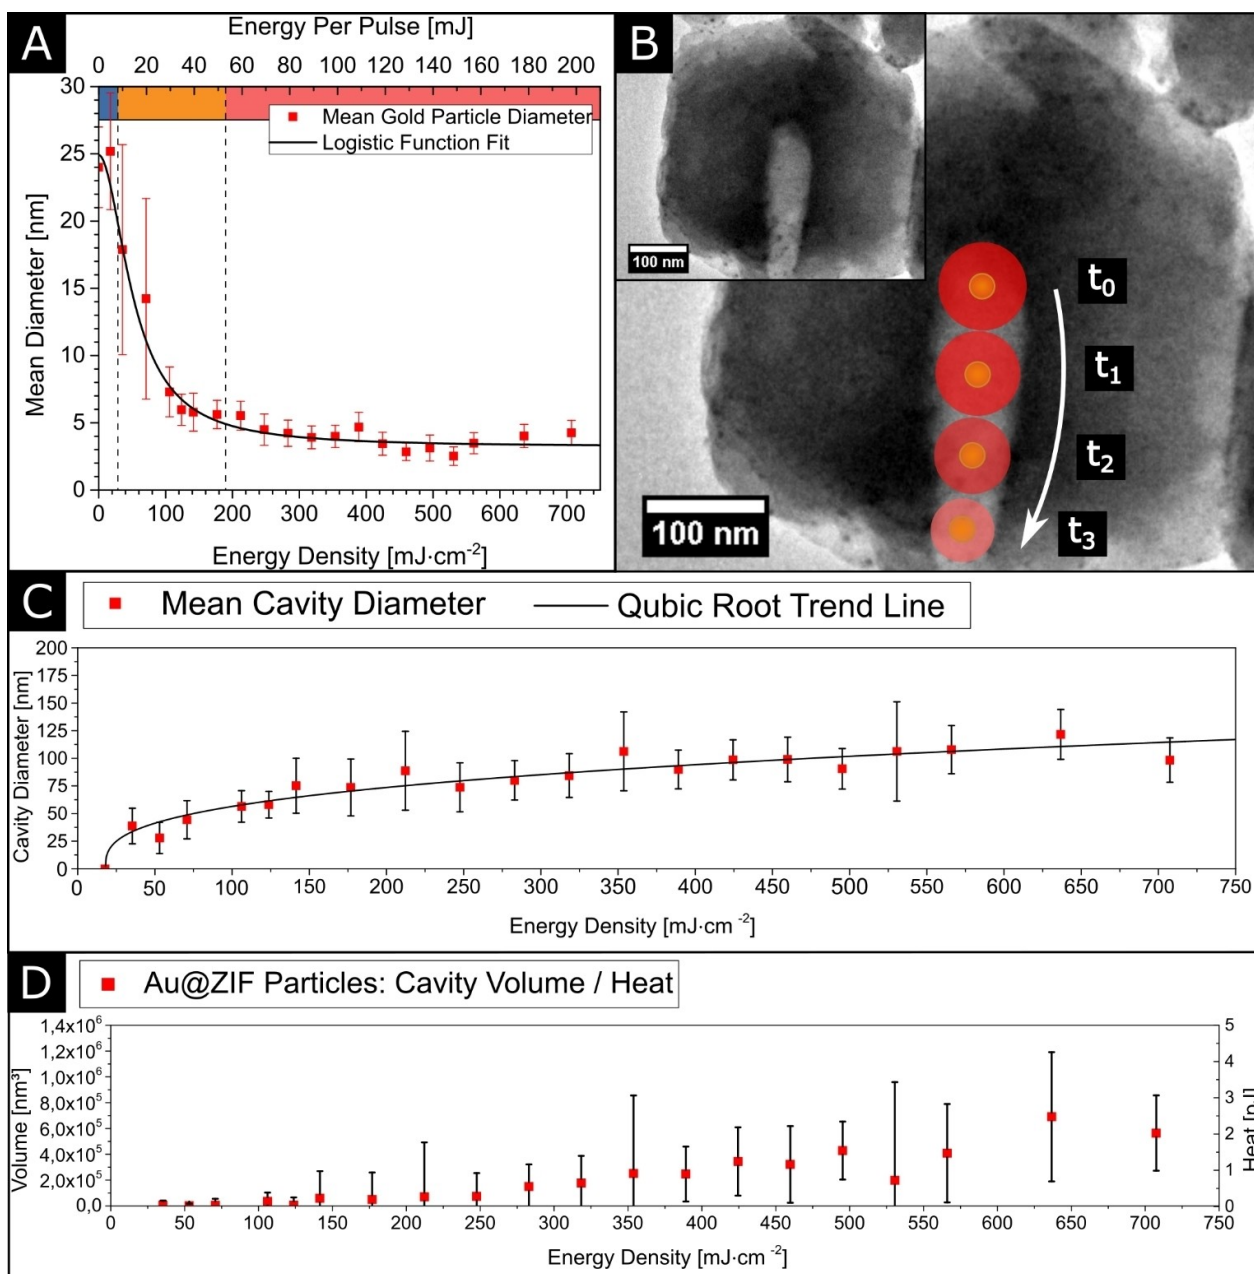 A
Energy Per Pulse [mJ]
0 20 40 60 80 100 120 140 160 180 200
30
25
20
15
10
5
0
Mean Diameter [nm]
Mean Gold Particle Diameter
Logistic Function Fit
0 100 200 300 400 500 600 700
Energy Density [mJ·cm⁻²]
B
100 nm
100 nm
t₀
t₁
t₂
t₃
C
Mean Cavity Diameter
Qubic Root Trend Line
200
175
150
125
100
75
50
25
0
Cavity Diameter [nm]
0 50 100 150 200 250 300 350 400 450 500 550 600 650 700 750
Energy Density [mJ·cm⁻²]
D
Au@ZIF Particles: Cavity Volume / Heat
1,4x10⁶
1,2x10⁶
1,0x10⁶
8,0x10⁵
6,0x10⁵
4,0x10⁵
2,0x10⁵
0,0
Volume [nm³]
5
4
3
2
1
0
Heat [pJ]
0 50 100 150 200 250 300 350 400 450 500 550 600 650 700 750
Energy Density [mJ·cm⁻²]